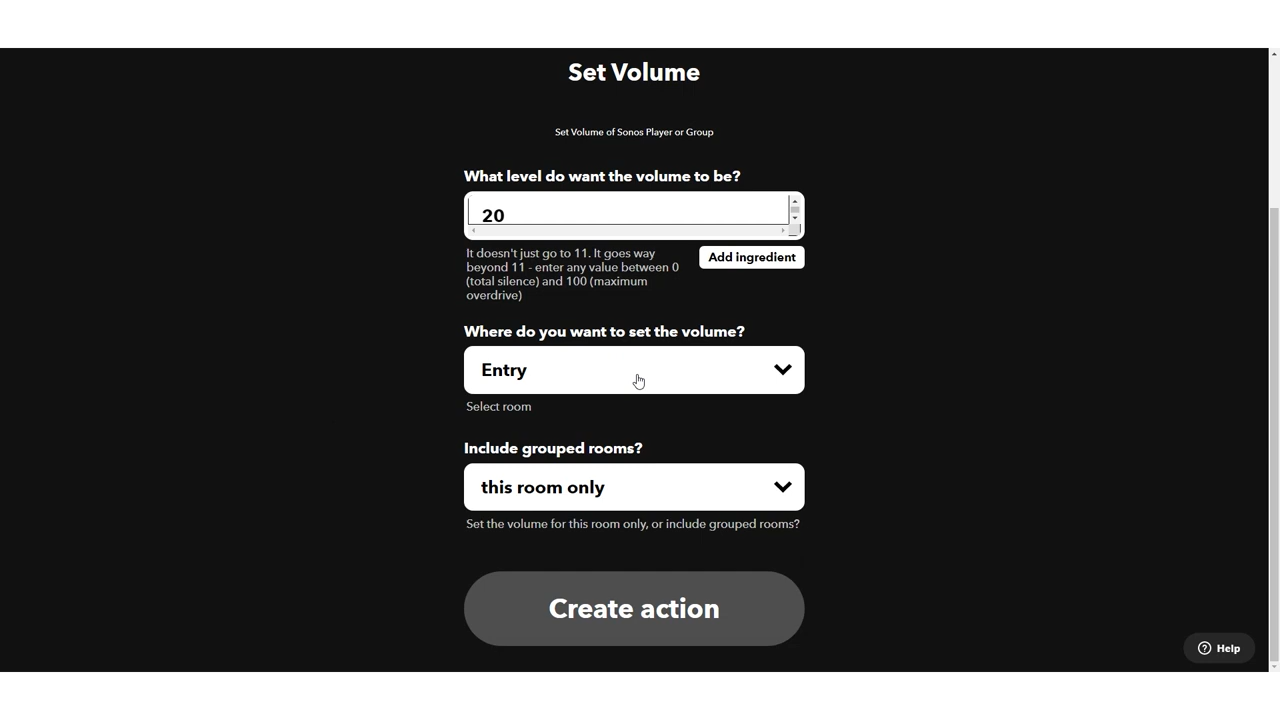 Set Volume
Set Volume of Sonos Player or Group
What level do want the volume to be?
20
It doesn't just go to 11. It goes way
beyond 11 - enter any value between 0
(total silence) and 100 (maximum
overdrive)
Add ingredient
Where do you want to set the volume?
Entry
Select room
Include grouped rooms?
this room only
Set the volume for this room only, or include grouped rooms?
Create action
Help